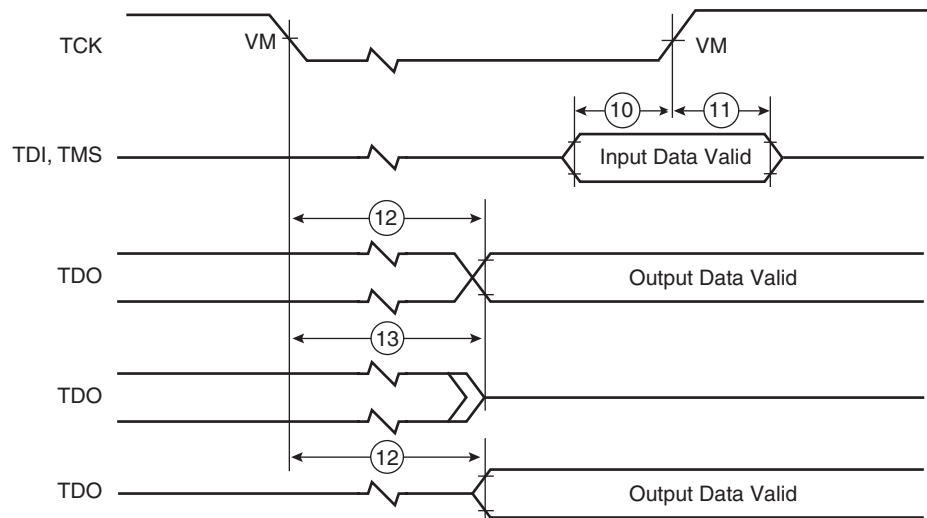 TCK
VM
VM
10
11
TDI, TMS
Input Data Valid
12
TDO
Output Data Valid
13
TDO
12
TDO
Output Data Valid